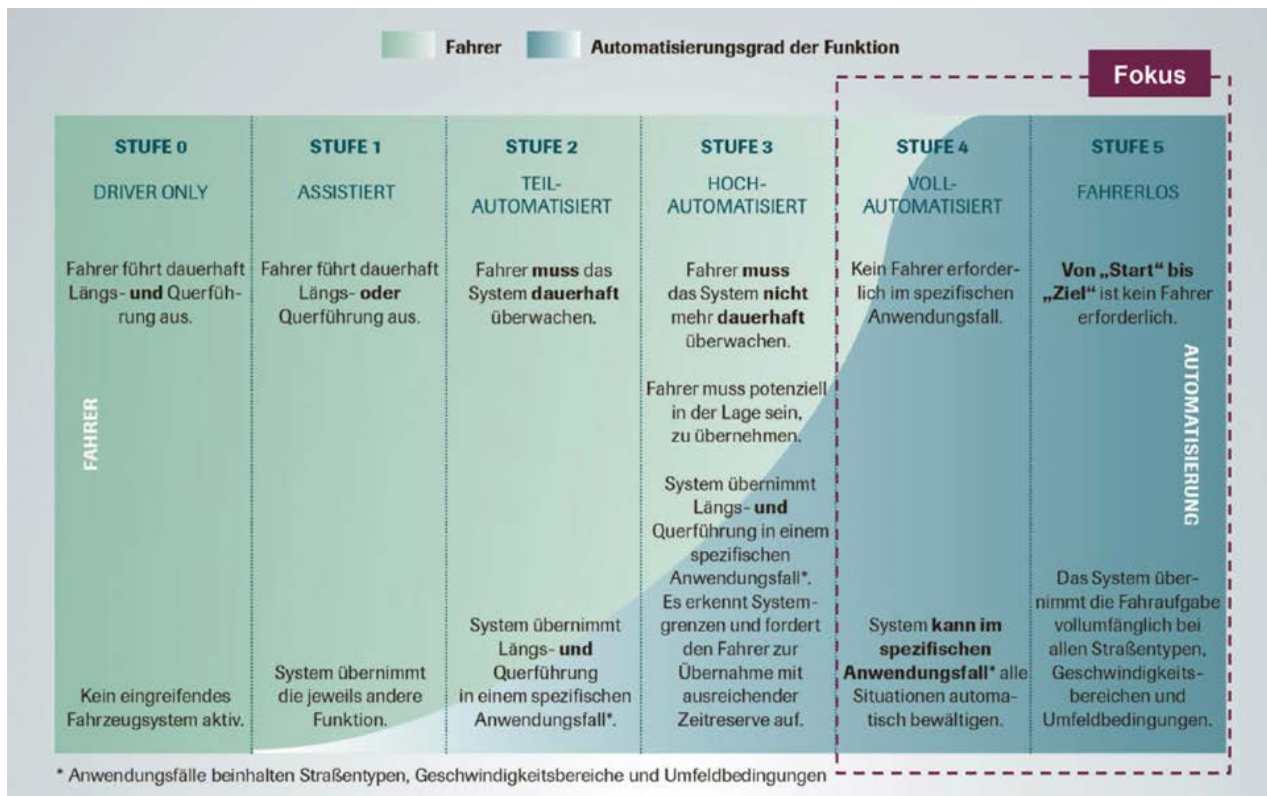 Fahrer
Automatisierungsgrad der Funktion
Fokus
STUFE 0
DRIVER ONLY
Fahrer führt dauerhaft
Längs- und Querfüh-
rung aus.
FAHRER
Kein eingreifendes
Fahrzeugsystem aktiv.
STUFE 1
ASSISTIERT
Fahrer führt dauerhaft
Längs- oder
Querführung aus.
System übernimmt
die jeweils andere
Funktion.
STUFE 2
TEIL-
AUTOMATISIERT
Fahrer muss das
System dauerhaft
überwachen.
System übernimmt
Längs- und
Querführung
in einem spezifischen
Anwendungsfall*.
STUFE 3
HOCH-
AUTOMATISIERT
Fahrer muss
das System nicht
mehr dauerhaft
überwachen.
Fahrer muss potenziell
in der Lage sein,
zu übernehmen.
System übernimmt
Längs- und
Querführung in einem
spezifischen
Anwendungsfall*.
Es erkennt System-
grenzen und fordert
den Fahrer zur
Übernahme mit
ausreichender
Zeitreserve auf.
STUFE 4
VOLL-
AUTOMATISIERT
Kein Fahrer erforder-
lich im spezifischen
Anwendungsfall.
System kann im
spezifischen
Anwendungsfall* alle
Situationen automa-
tisch bewältigen.
STUFE 5
FAHRERLOS
Von „Start“ bis
„Ziel“ ist kein Fahrer
erforderlich.
AUTOMATISIERUNG
Das System über-
nimmt die Fahraufgabe
vollumfänglich bei
allen Straßentypen,
Geschwindigkeits-
bereichen und
Umfeldbedingungen.
* Anwendungsfälle beinhalten Straßentypen, Geschwindigkeitsbereiche und Umfeldbedingungen